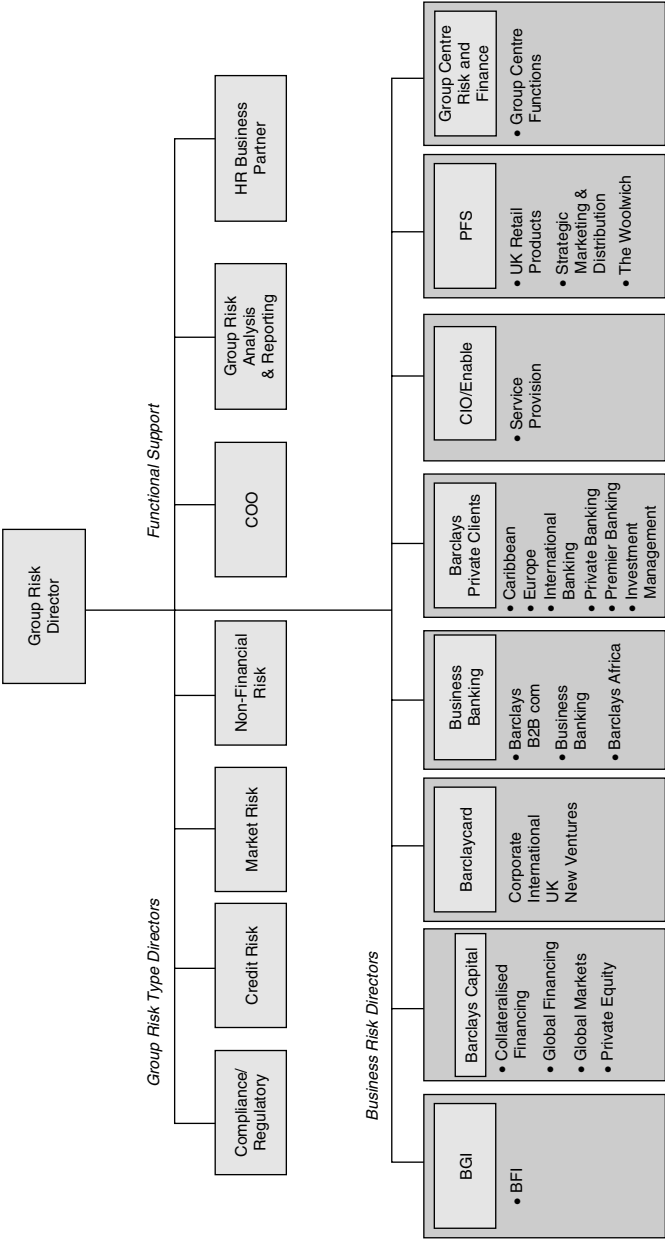 Group Risk
Director
Group Risk Type Directors
Functional Support
Compliance/
Regulatory
Credit Risk
Market Risk
Non-Financial
Risk
COO
Group Risk
Analysis
& Reporting
HR Business
Partner
Business Risk Directors
BGI
• BFI
Barclays Capital
• Collateralised
Financing
• Global Financing
• Global Markets
• Private Equity
Barclaycard
Corporate
International
UK
New Ventures
Business
Banking
• Barclays
B2B com
• Business
Banking
• Barclays Africa
Barclays
Private Clients
• Caribbean
• Europe
• International
Banking
• Private Banking
• Premier Banking
• Investment
Management
CIO/Enable
• Service
Provision
PFS
• UK Retail
Products
• Strategic
Marketing &
Distribution
• The Woolwich
Group Centre
Risk and
Finance
• Group Centre
Functions